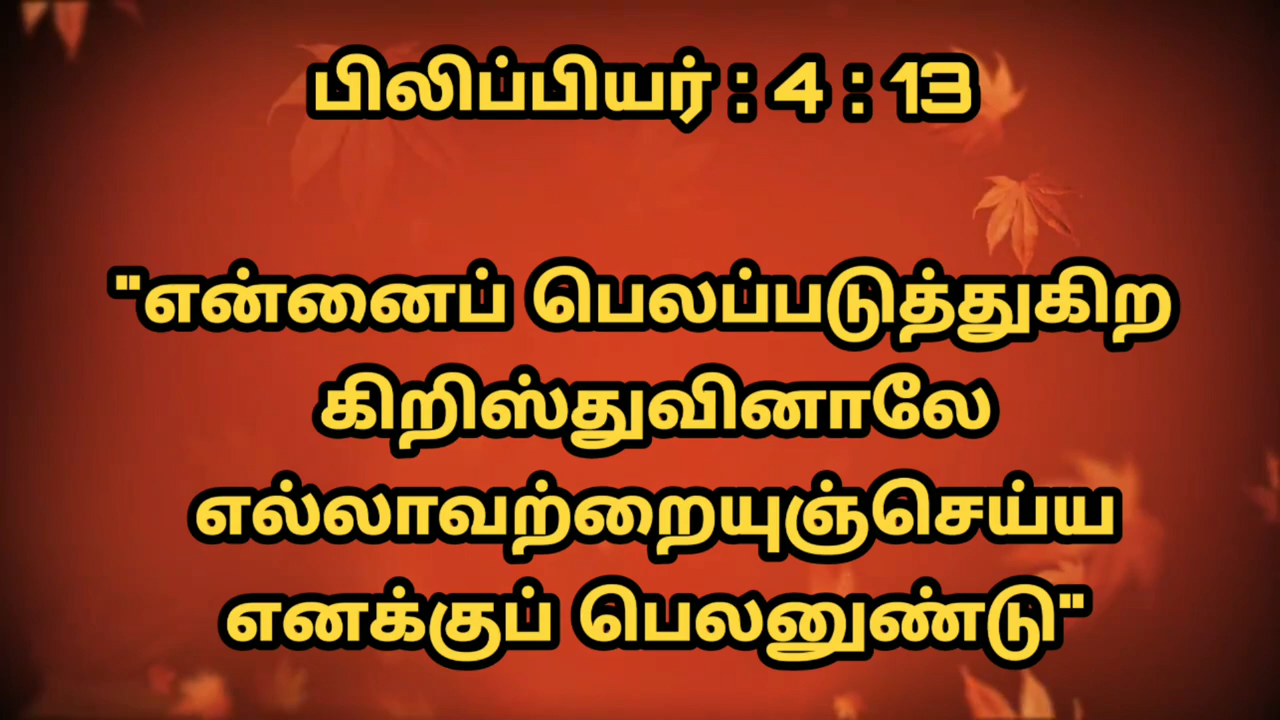 பிலிப்பியர் : 4 : 13
"என்னைப் பெலப்படுத்துகிற
கிறிஸ்துவினாலே
எல்லாவற்றையுஞ்செய்ய
எனக்குப் பெலனுண்டு"